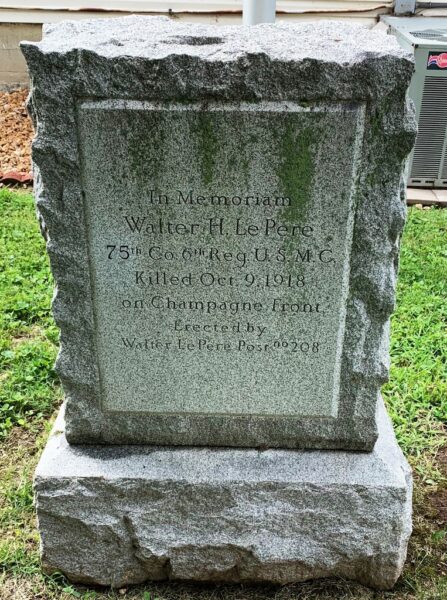 In Memoriam
Walter. H. Le Pere
75th Co. 6th Reg. U.S.M.C.
Killed Oct. 9, 1918
on Champagne Front.
Erected by
Walter Le Pere Post no 208